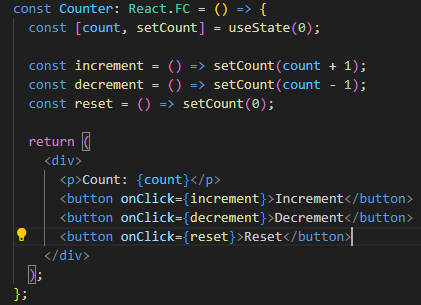 const Counter: React.FC = () => {
  const [count, setCount] = useState(0);

  const increment = () => setCount(count + 1);
  const decrement = () => setCount(count - 1);
  const reset = () => setCount(0);

  return (
    <div>
      <p>Count: {count}</p>
      <button onClick={increment}>Increment</button>
      <button onClick={decrement}>Decrement</button>
      <button onClick={reset}>Reset</button>
    </div>
  );
};